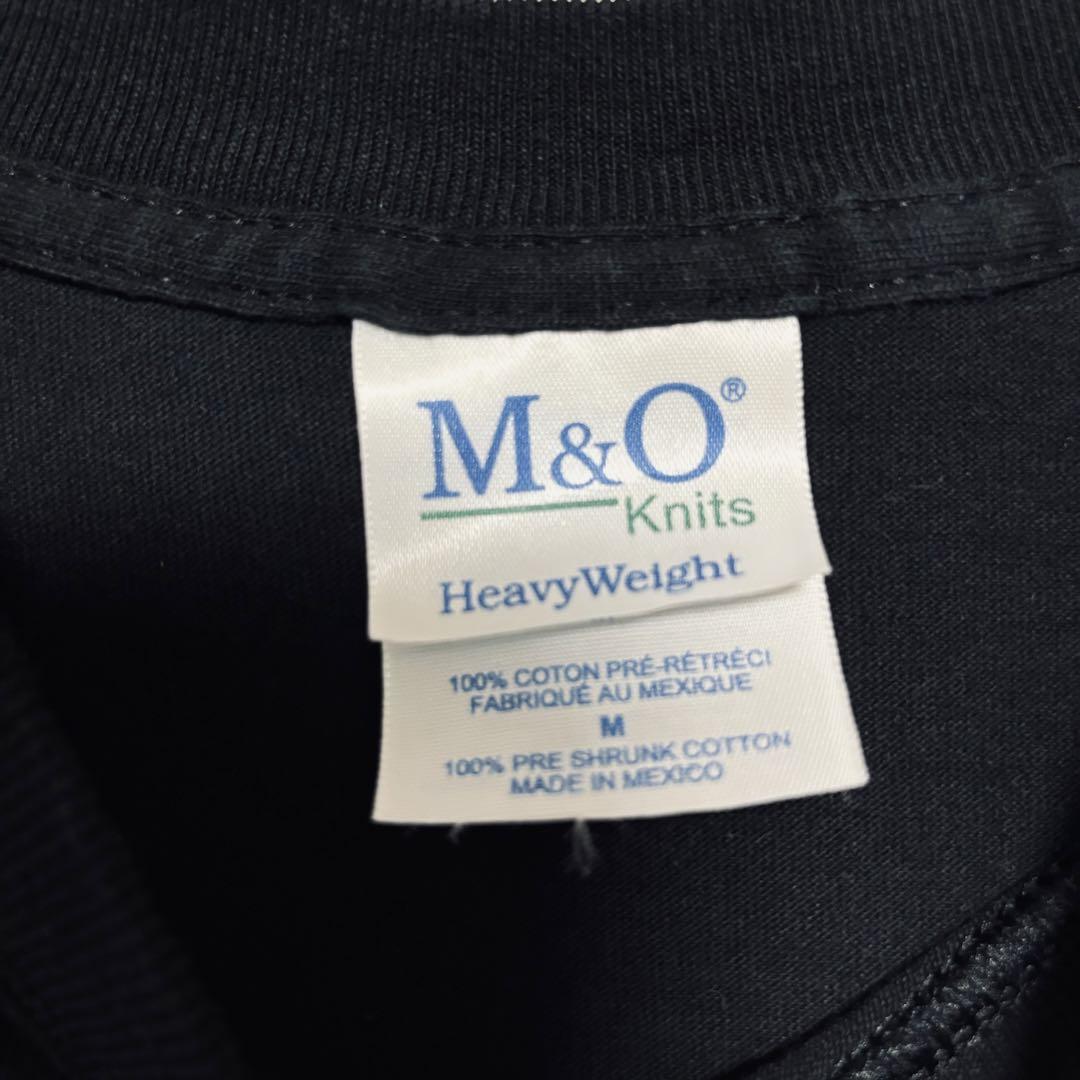 M&O®
Knits
HeavyWeight
100% COTON PRÉ-RÉTRÉCI
FABRIQUÉ AU MEXIQUE
M
100% PRE SHRUNK COTTON
MADE IN MEXICO